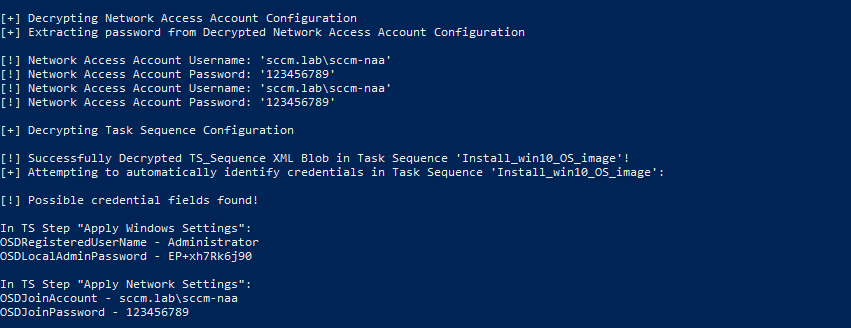 [+] Decrypting Network Access Account Configuration
[+] Extracting password from Decrypted Network Access Account Configuration
[!] Network Access Account Username: 'sccm.lab\sccm-naa'
[!] Network Access Account Password: '123456789'
[!] Network Access Account Username: 'sccm.lab\sccm-naa'
[!] Network Access Account Password: '123456789'
[+] Decrypting Task Sequence Configuration
[!] Successfully Decrypted TS_Sequence XML Blob in Task Sequence 'Install_win10_OS_image'!
[+] Attempting to automatically identify credentials in Task Sequence 'Install_win10_OS_image':
[!] Possible credential fields found!
In TS Step "Apply Windows Settings":
OSDRegisteredUserName - Administrator
OSDLocalAdminPassword - EP+xh7Rk6j90
In TS Step "Apply Network Settings":
OSDJoinAccount - sccm.lab\sccm-naa
OSDJoinPassword - 123456789